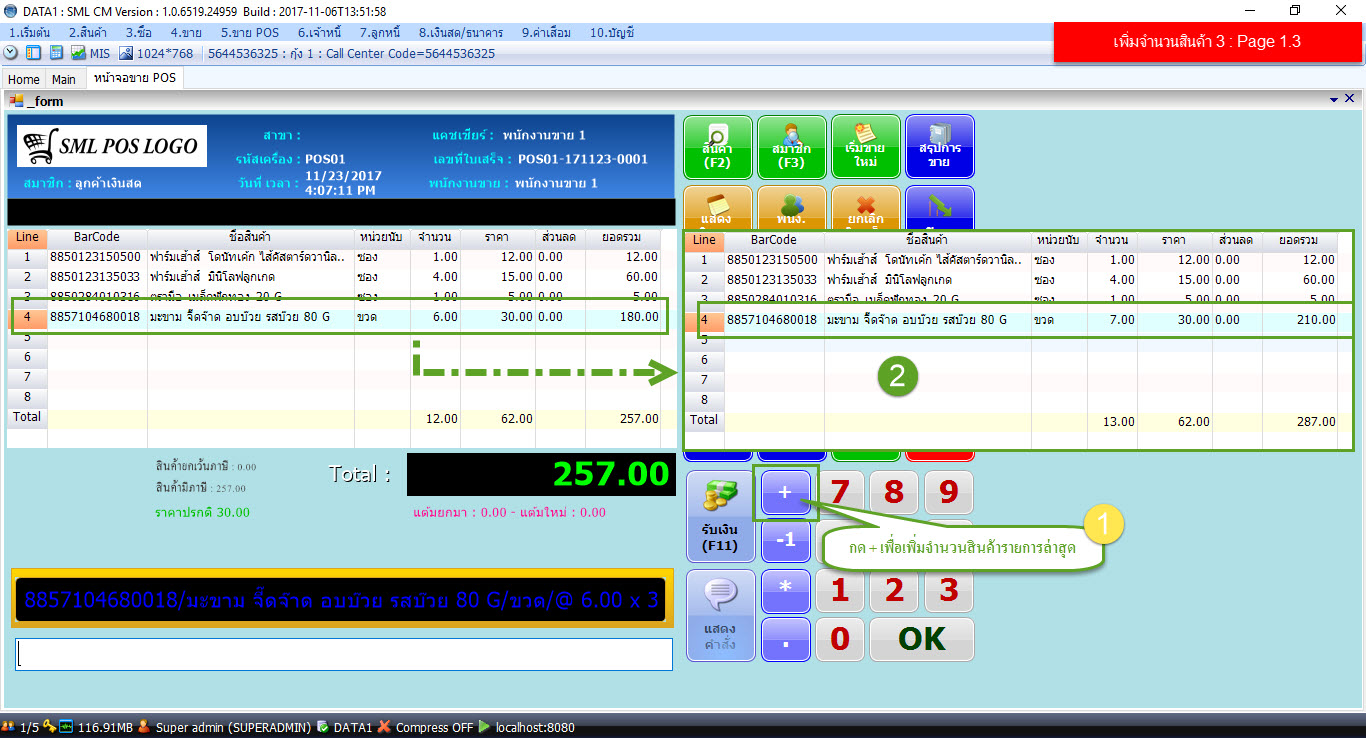 DATA1 : SML CM Version : 1.0.6519.24959 Build : 2017-11-06T13:51:58
1.เริ่มต้น 2.สินค้า 3.ซื้อ 4.ขาย 5.ขาย POS 6.เจ้าหนี้ 7.ลูกหนี้ 8.เงินสด/ธนาคาร 9.ค่าเสื่อม 10.บัญชี
เพิ่มจำนวนสินค้า 3 : Page 1.3
MIS 1024*768 5644536325 : กุ้ง 1 : Call Center Code=5644536325
Home Main หน้าจอขาย POS
_form
SML POS LOGO
สาขา : แคชเชียร์ : พนักงานขาย 1
รหัสเครื่อง : POS01 เลขที่ใบเสร็จ : POS01-171123-0001
สมาชิก : ลูกค้าเงินสด วันที่ เวลา : 11/23/2017 4:07:11 PM พนักงานขาย : พนักงานขาย 1
สินค้า (F2)
สมาชิก (F3)
เริ่มขาย ใหม่
สรุปการ ขาย
แสดง
พนง.
ยกเลิก
Line BarCode ชื่อสินค้า หน่วยนับ จำนวน ราคา ส่วนลด ยอดรวม
1 8850123150500 ฟาร์มเฮ้าส์ โดนัทเค้ก ไส้คัสตาร์ดวานิล.. ซอง 1.00 12.00 0.00 12.00
2 8850123135033 ฟาร์มเฮ้าส์ มินิโลฟลูกเกด ซอง 4.00 15.00 0.00 60.00
3 8850284010316 ตรามือ เมล็ดฟักทอง 20 G ซอง 1.00 5.00 0.00 5.00
4 8857104680018 มะขาม จี๊ดจ๊าด อบบ๊วย รสบ๊วย 80 G ขวด 6.00 30.00 0.00 180.00
5
6
7
8
Total 12.00 62.00 257.00
Line BarCode ชื่อสินค้า หน่วยนับ จำนวน ราคา ส่วนลด ยอดรวม
1 8850123150500 ฟาร์มเฮ้าส์ โดนัทเค้ก ไส้คัสตาร์ดวานิล.. ซอง 1.00 12.00 0.00 12.00
2 8850123135033 ฟาร์มเฮ้าส์ มินิโลฟลูกเกด ซอง 4.00 15.00 0.00 60.00
3 8850284010316 ตรามือ เมล็ดฟักทอง 20 G ซอง 1.00 5.00 0.00 5.00
4 8857104680018 มะขาม จี๊ดจ๊าด อบบ๊วย รสบ๊วย 80 G ขวด 7.00 30.00 0.00 210.00
5
6
7
8
Total 13.00 62.00 287.00
2
สินค้ายกเว้นภาษี : 0.00
สินค้ามีภาษี : 257.00
ราคาปรกติ 30.00
Total : 257.00
แต้มยกมา : 0.00 - แต้มใหม่ : 0.00
รับเงิน (F11)
+ 7 8 9
-1
1
กด + เพื่อเพิ่มจำนวนสินค้ารายการล่าสุด
แสดง คำสั่ง
* 1 2 3
. 0 OK
8857104680018/มะขาม จี๊ดจ๊าด อบบ๊วย รสบ๊วย 80 G/ขวด/@ 6.00 x 3
1/5 116.91MB Super admin (SUPERADMIN) DATA1 Compress OFF localhost:8080